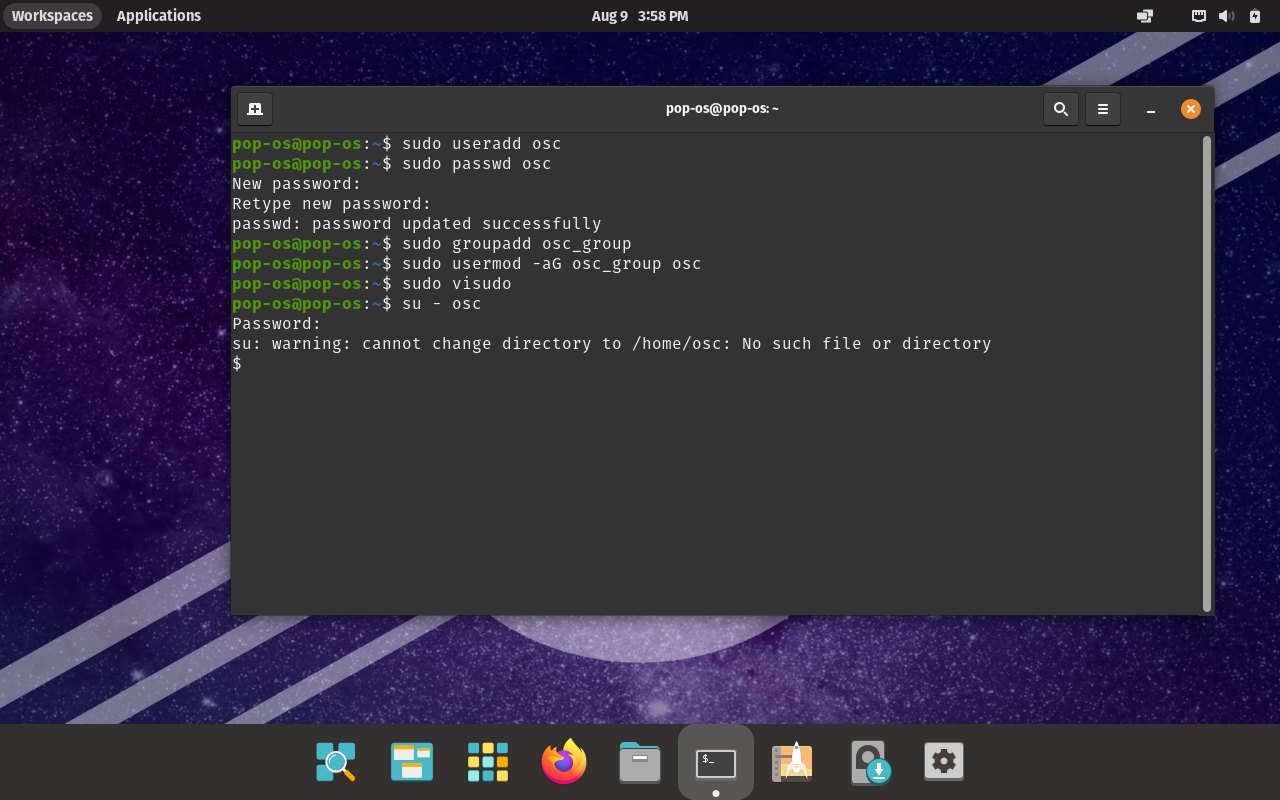 Workspaces Applications Aug 9 3:58 PM
pop-os@pop-os: ~
pop-os@pop-os:~$ sudo useradd osc
pop-os@pop-os:~$ sudo passwd osc
New password:
Retype new password:
passwd: password updated successfully
pop-os@pop-os:~$ sudo groupadd osc_group
pop-os@pop-os:~$ sudo usermod -aG osc_group osc
pop-os@pop-os:~$ sudo visudo
pop-os@pop-os:~$ su - osc
Password:
su: warning: cannot change directory to /home/osc: No such file or directory
$
$_